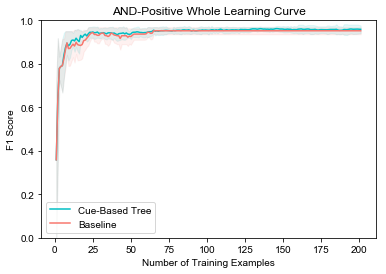 AND-Positive Whole Learning Curve
1.0
0.8
0.6
0.4
0.2
0.0
F1 Score
Cue-Based Tree
Baseline
0 25 50 75 100 125 150 175 200
Number of Training Examples